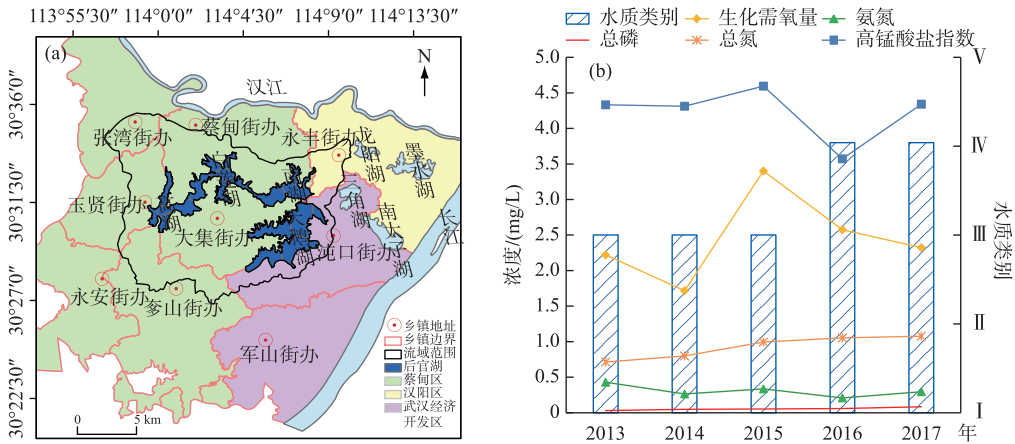 113°55′30″ 114°00′ 114°4′30″ 114°9′0″ 114°13′30″
(a)
N
汉江
30°36′0″
30°31′30″
30°27′0″
30°22′30″
张湾街办
蔡甸街办
永丰街办
龙阳湖
墨水湖
三角湖
南太子湖
长江
玉贤街办
大集街办
沌口街办
永安街办
奓山街办
军山街办
乡镇地址
乡镇边界
流域范围
后官湖
蔡甸区
汉阳区
武汉经济
开发区
0 5 km
水质类别 生化需氧量 氨氮
总磷 总氮 高锰酸盐指数
(b)
浓度/(mg/L)
5.0
4.5
4.0
3.5
3.0
2.5
2.0
1.5
1.0
0.5
0
2013 2014 2015 2016 2017 年
Ⅴ
Ⅳ
Ⅲ
Ⅱ
Ⅰ
水质类别